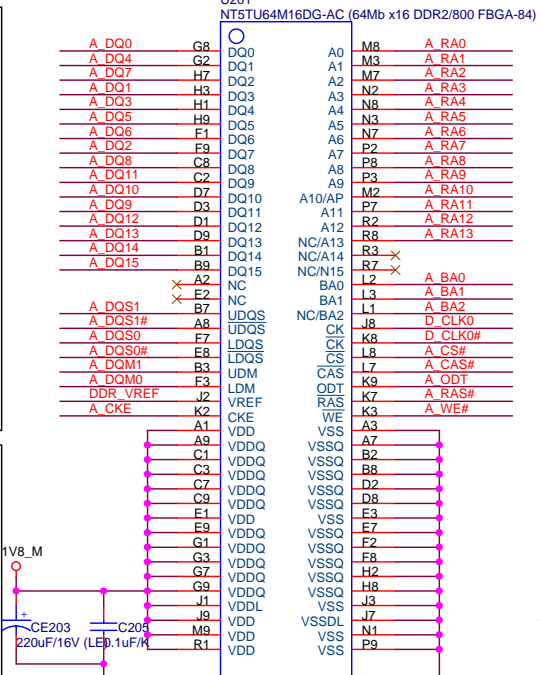 NT5TU64M16DG-AC (64Mb x16 DDR2/800 FBGA-84)
A_DQ0 G8 DQ0 A0 M8 A_RA0
A_DQ4 G2 DQ1 A1 M3 A_RA1
A_DQ7 H7 DQ2 A2 M7 A_RA2
A_DQ1 H3 DQ3 A3 N2 A_RA3
A_DQ3 H1 DQ4 A4 N8 A_RA4
A_DQ5 H9 DQ5 A5 N3 A_RA5
A_DQ6 F1 DQ6 A6 N7 A_RA6
A_DQ2 F9 DQ7 A7 P2 A_RA7
A_DQ8 C8 DQ8 A8 P8 A_RA8
A_DQ11 C2 DQ9 A9 P3 A_RA9
A_DQ10 D7 DQ10 A10/AP M2 A_RA10
A_DQ9 D3 DQ11 A11 P7 A_RA11
A_DQ12 D1 DQ12 A12 R2 A_RA12
A_DQ13 D9 DQ13 NC/A13 R8 A_RA13
A_DQ14 B1 DQ14 NC/A14 R3
A_DQ15 B9 DQ15 NC/N15 R7
A2 NC BA0 L2 A_BA0
E2 NC BA1 L3 A_BA1
A_DQS1 B7 UDQS NC/BA2 L1 A_BA2
A_DQS1# A8 UDQS CK J8 D_CLK0
A_DQS0 F7 LDQS CK K8 D_CLK0#
A_DQS0# E8 LDQS CS L8 A_CS#
A_DQM1 B3 UDM CAS L7 A_CAS#
A_DQM0 F3 LDM ODT K9 A_ODT
DDR_VREF J2 VREF RAS K7 A_RAS#
A_CKE K2 CKE WE K3 A_WE#
A1 VDD VSS A3
A9 VDDQ VSSQ A7
C1 VDDQ VSSQ B2
C3 VDDQ VSSQ B8
C7 VDDQ VSSQ D2
C9 VDDQ VSSQ D8
E1 VDD VSS E3
E9 VDDQ VSSQ E7
G1 VDDQ VSSQ F2
G3 VDDQ VSSQ F8
G7 VDDQ VSSQ H2
G9 VDDQ VSSQ H8
J1 VDDL VSS J3
J9 VDD VSSDL J7
M9 VDD VSS N1
R1 VDD VSS P9
1V8_M
+
CE203
220uF/16V (LE)
C205
0.1uF/K